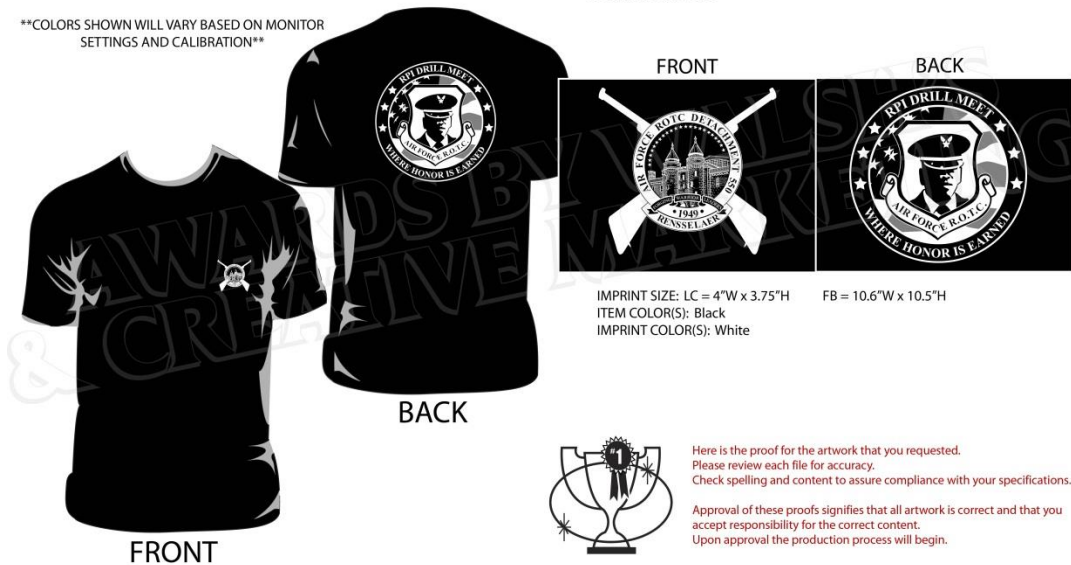 **COLORS SHOWN WILL VARY BASED ON MONITOR
SETTINGS AND CALIBRATION**
RPI DRILL MEET
AIR FORCE R.O.T.C.
WHERE HONOR IS EARNED
BACK
FRONT
FRONT
AIR FORCE ROTC DETACHMENT 550
1949
RENSSELAER
BACK
RPI DRILL MEET
AIR FORCE R.O.T.C.
WHERE HONOR IS EARNED
IMPRINT SIZE: LC = 4"W x 3.75"H
ITEM COLOR(S): Black
IMPRINT COLOR(S): White
FB = 10.6"W x 10.5"H
AWARDS BY WALSH'S
& CREATIVE MARKETING
#1
Here is the proof for the artwork that you requested.
Please review each file for accuracy.
Check spelling and content to assure compliance with your specifications.
Approval of these proofs signifies that all artwork is correct and that you
accept responsibility for the correct content.
Upon approval the production process will begin.